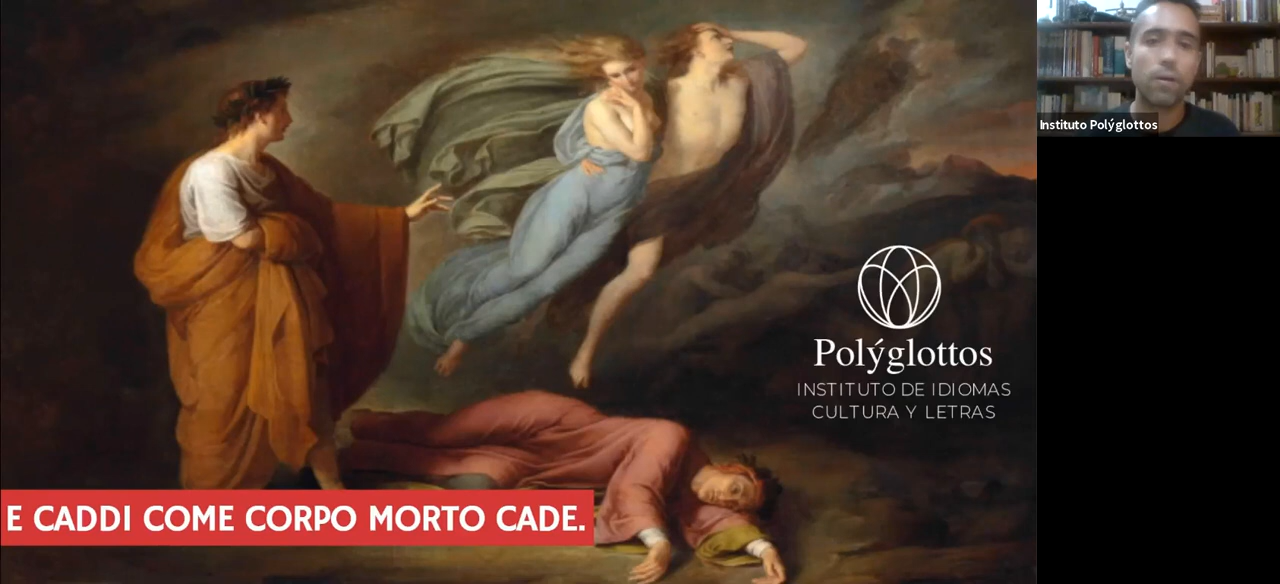 Instituto Polýglottos
Polýglottos
INSTITUTO DE IDIOMAS
CULTURA Y LETRAS
E CADDI COME CORPO MORTO CADE.